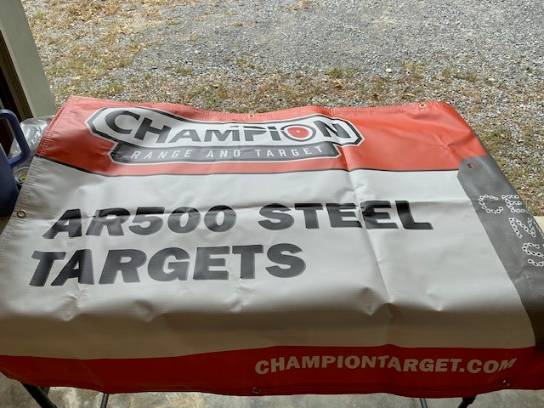 CHAMPION
RANGE AND TARGET
AR500 STEEL
TARGETS
CHAMPIONTARGET.COM